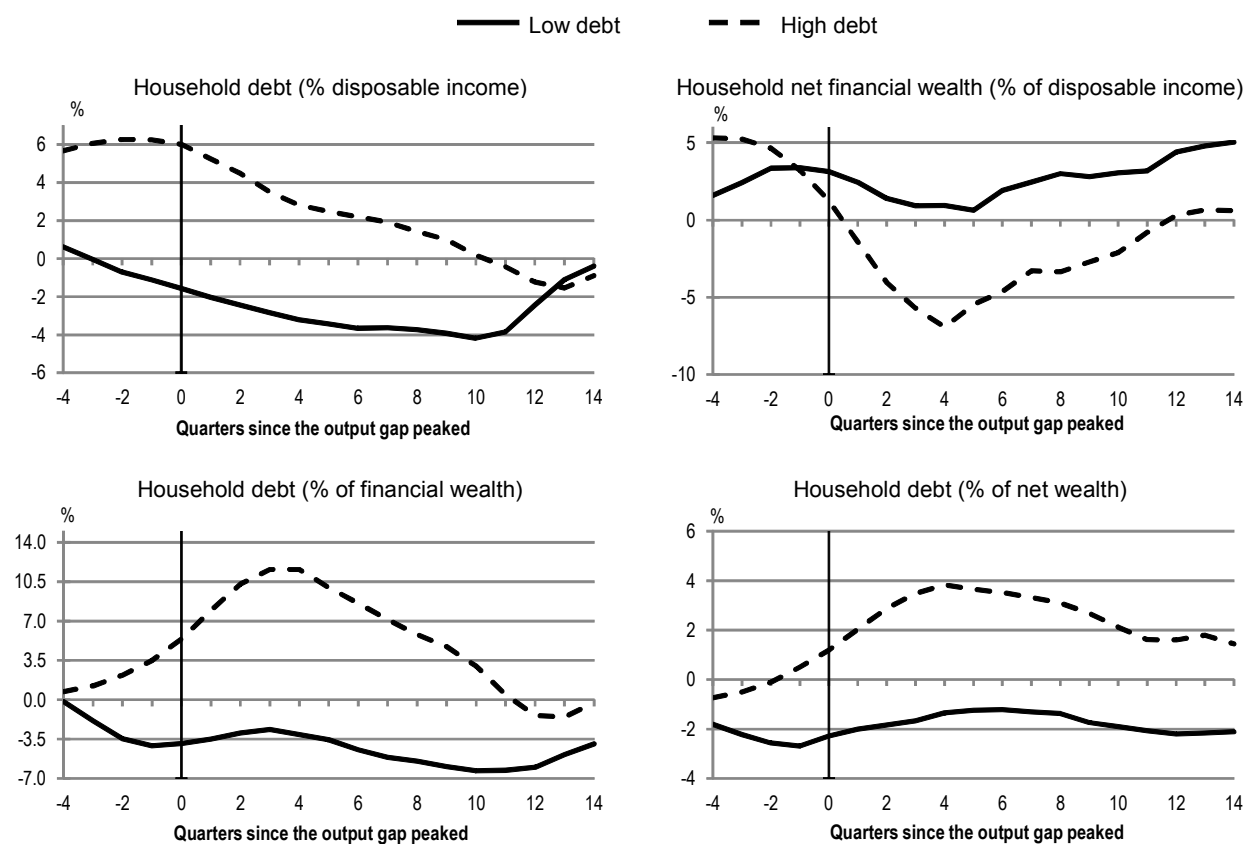 Low debt
High debt
Household debt (% disposable income)
%
6
4
2
0
-2
-4
-6
-4 -2 0 2 4 6 8 10 12 14
Quarters since the output gap peaked
Household net financial wealth (% of disposable income)
%
5
0
-5
-10
-4 -2 0 2 4 6 8 10 12 14
Quarters since the output gap peaked
Household debt (% of financial wealth)
%
14.0
10.5
7.0
3.5
0.0
-3.5
-7.0
-4 -2 0 2 4 6 8 10 12 14
Quarters since the output gap peaked
Household debt (% of net wealth)
%
6
4
2
0
-2
-4
-4 -2 0 2 4 6 8 10 12 14
Quarters since the output gap peaked